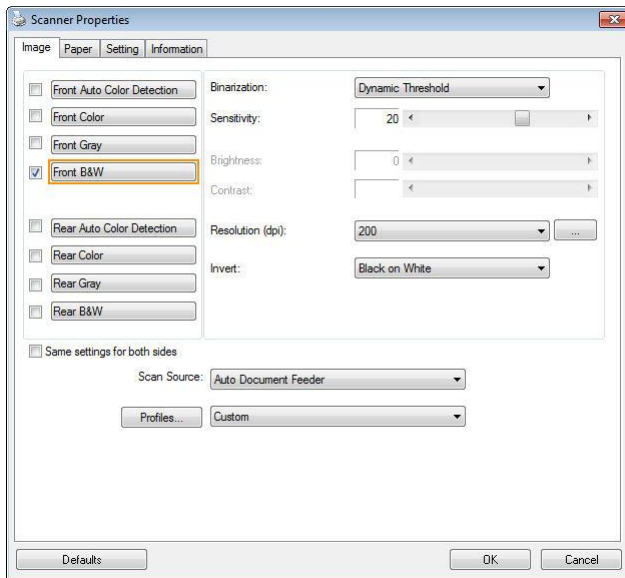 Scanner Properties
Image Paper Setting Information
Front Auto Color Detection
Front Color
Front Gray
Front B&W
Rear Auto Color Detection
Rear Color
Rear Gray
Rear B&W
Binarization: Dynamic Threshold
Sensitivity: 20
Brightness: 0
Contrast:
Resolution (dpi): 200 ...
Invert: Black on White
Same settings for both sides
Scan Source: Auto Document Feeder
Profiles... Custom
Defaults OK Cancel